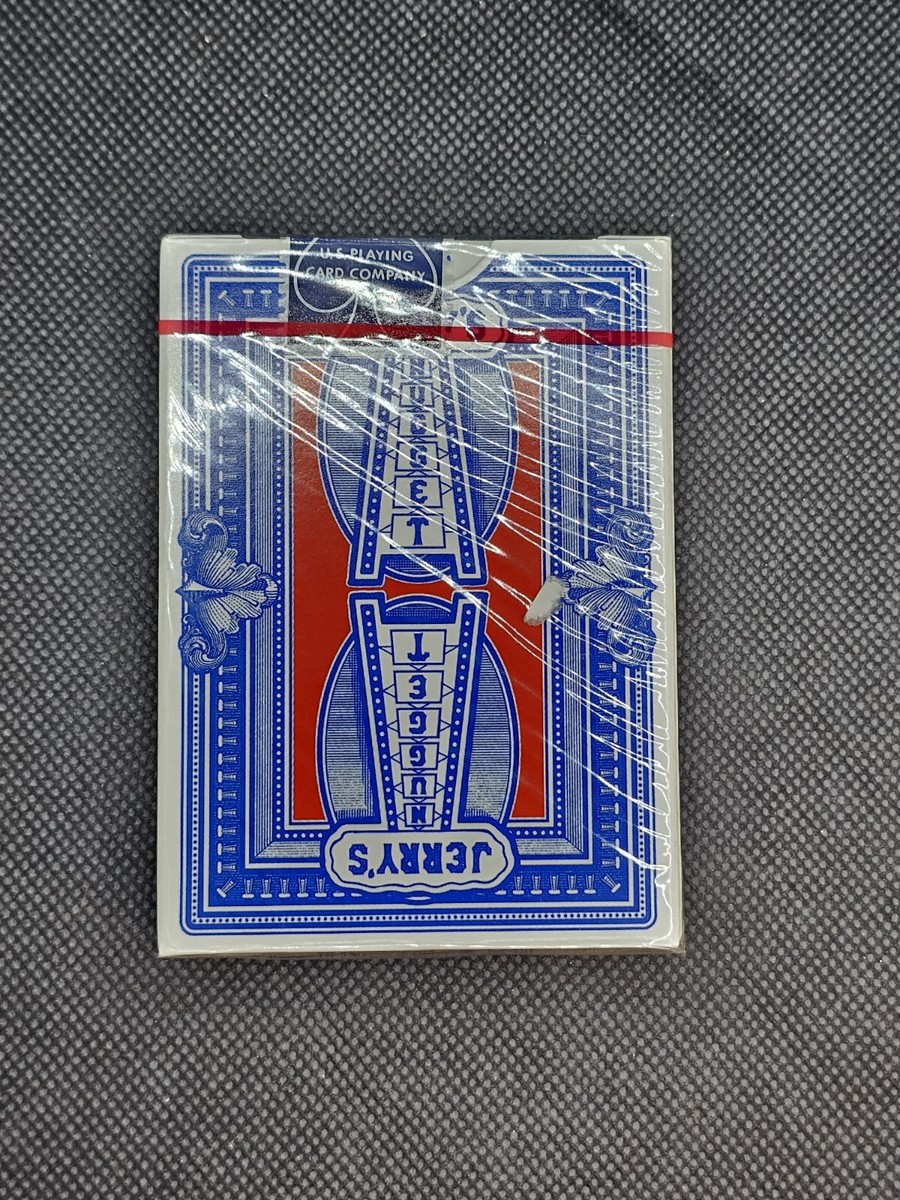 U.S. PLAYING
CARD COMPANY
NUGGET
NUGGET
JERRY'S